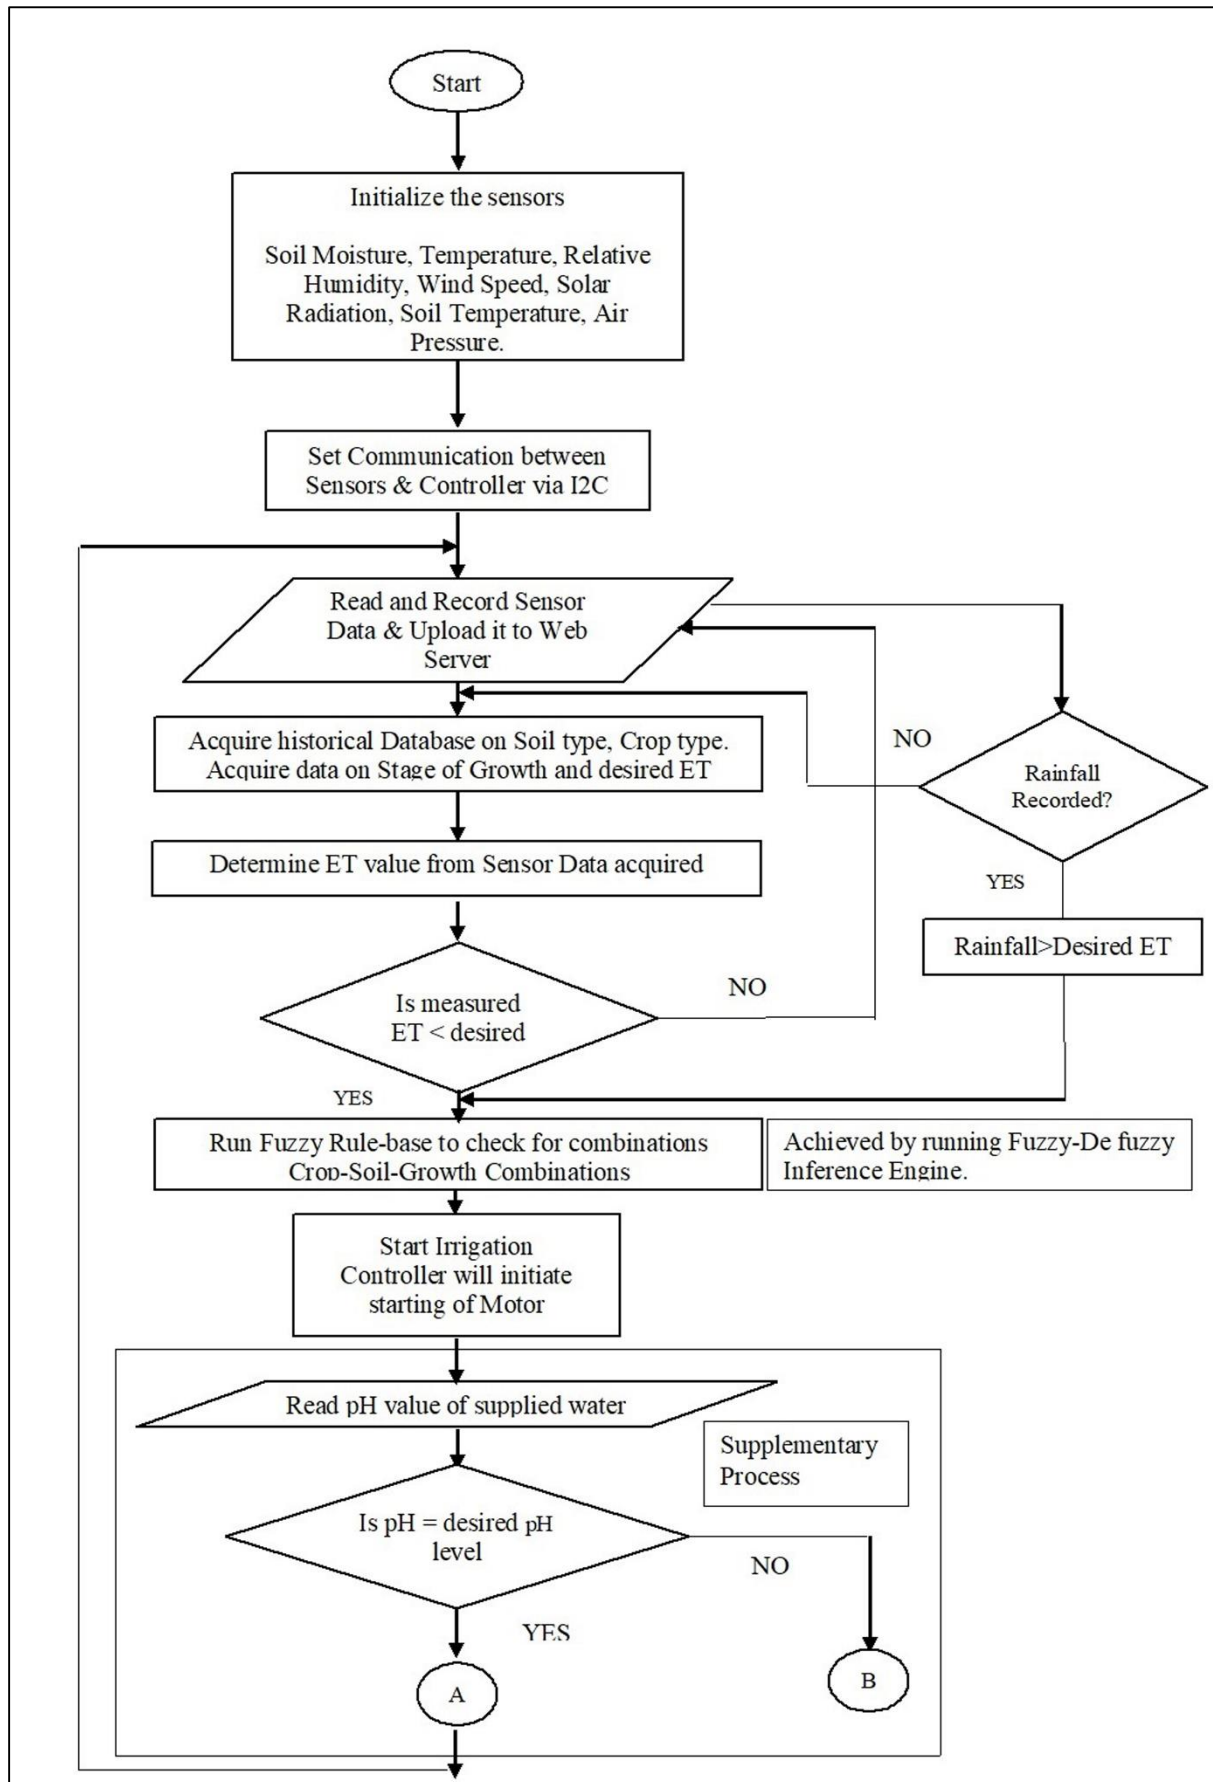 Start
Initialize the sensors
Soil Moisture, Temperature, Relative
Humidity, Wind Speed, Solar
Radiation, Soil Temperature, Air
Pressure.
Set Communication between
Sensors & Controller via I2C
Read and Record Sensor
Data & Upload it to Web
Server
NO
Acquire historical Database on Soil type, Crop type.
Acquire data on Stage of Growth and desired ET
Rainfall
Recorded?
Determine ET value from Sensor Data acquired
YES
Rainfall>Desired ET
Is measured
ET < desired
NO
YES
Run Fuzzy Rule-base to check for combinations
Crop-Soil-Growth Combinations
Achieved by running Fuzzy-De fuzzy
Inference Engine.
Start Irrigation
Controller will initiate
starting of Motor
Read pH value of supplied water
Supplementary
Process
Is pH = desired pH
level
NO
YES
A
B